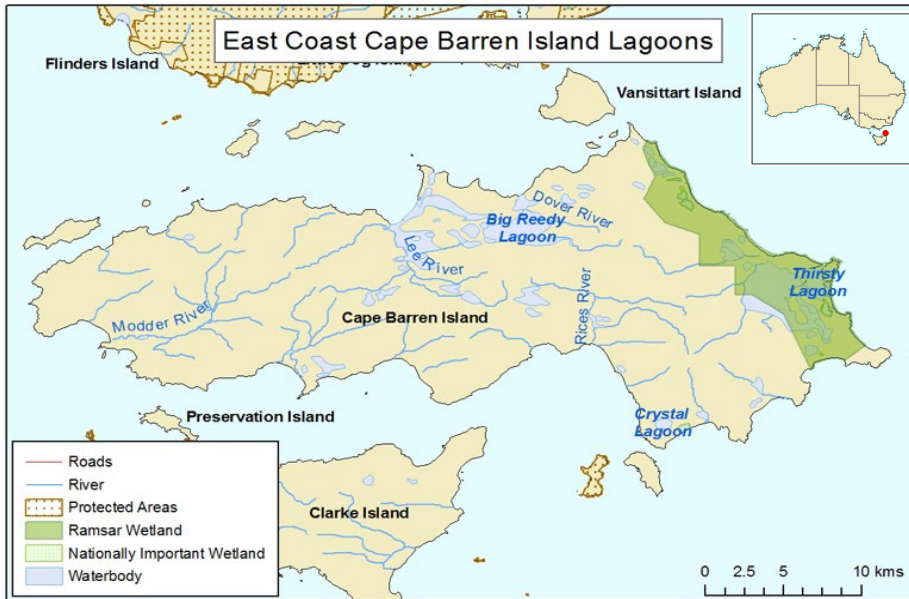 East Coast Cape Barren Island Lagoons
Flinders Island
Vansittart Island
Dover River
Big Reedy
Lagoon
Lee River
Thirsty
Lagoon
Rices River
Modder River
Cape Barren Island
Preservation Island
Crystal
Lagoon
Clarke Island
Roads
River
Protected Areas
Ramsar Wetland
Nationally Important Wetland
Waterbody
0 2.5 5 10 kms